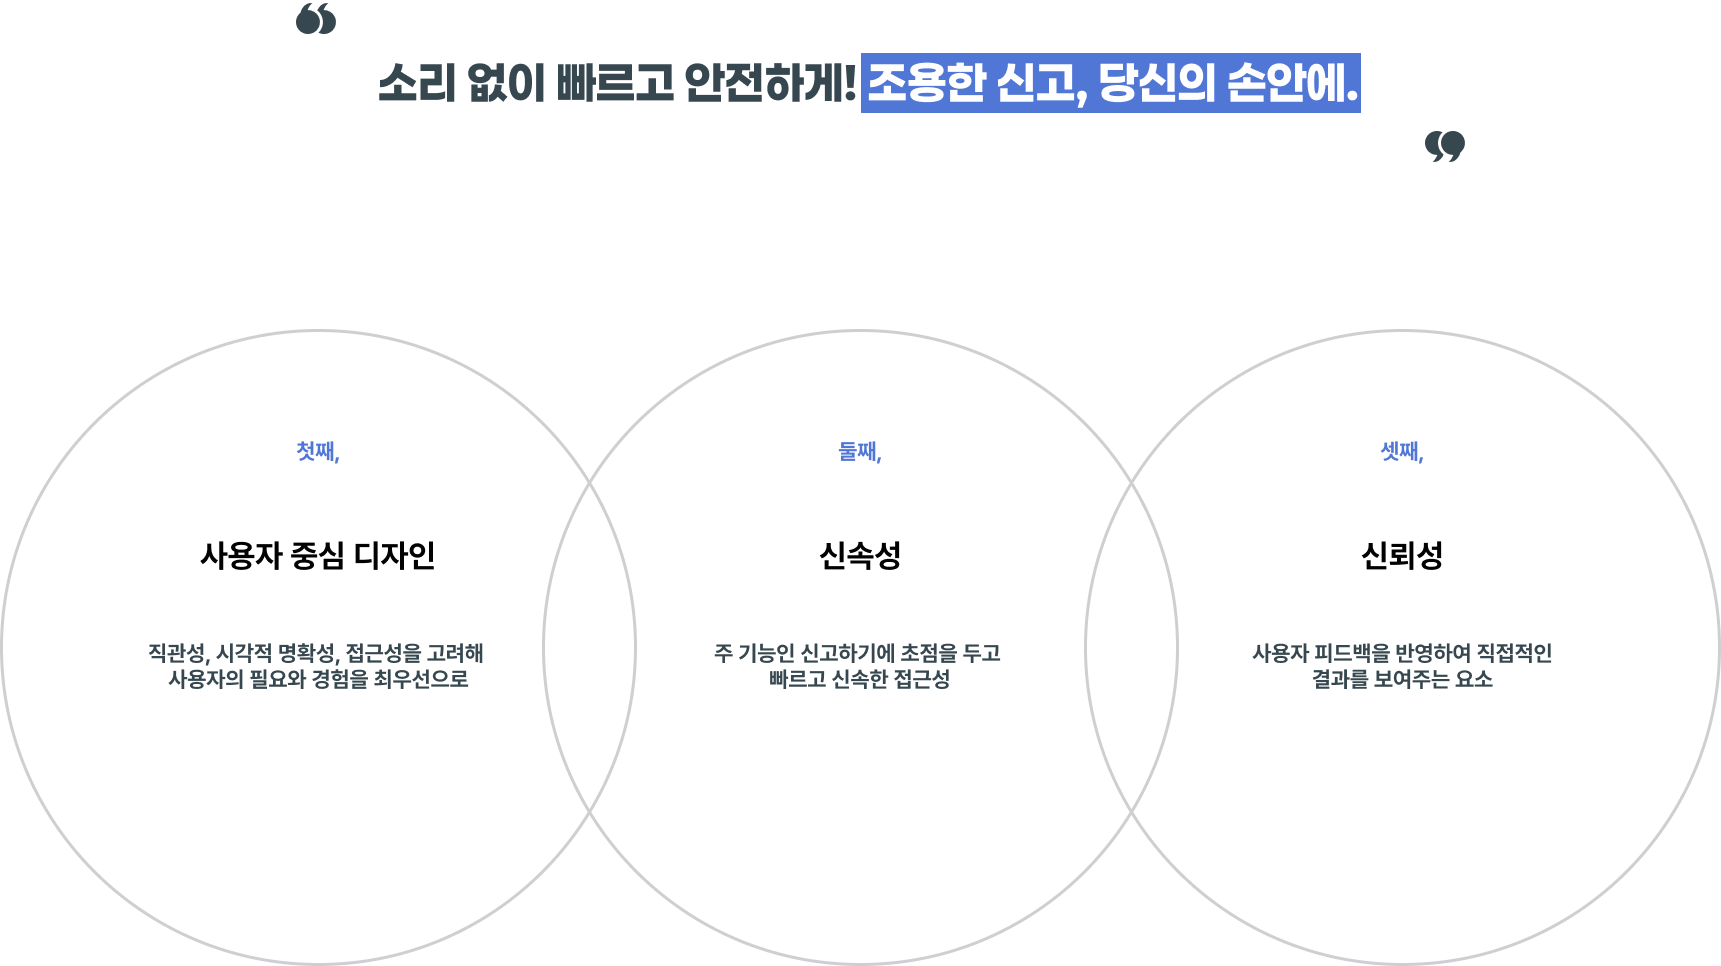 ❝
소리 없이 빠르고 안전하게! 조용한 신고, 당신의 손안에.
❞
첫째,
사용자 중심 디자인
직관성, 시각적 명확성, 접근성을 고려해
사용자의 필요와 경험을 최우선으로
둘째,
신속성
주 기능인 신고하기에 초점을 두고
빠르고 신속한 접근성
셋째,
신뢰성
사용자 피드백을 반영하여 직접적인
결과를 보여주는 요소